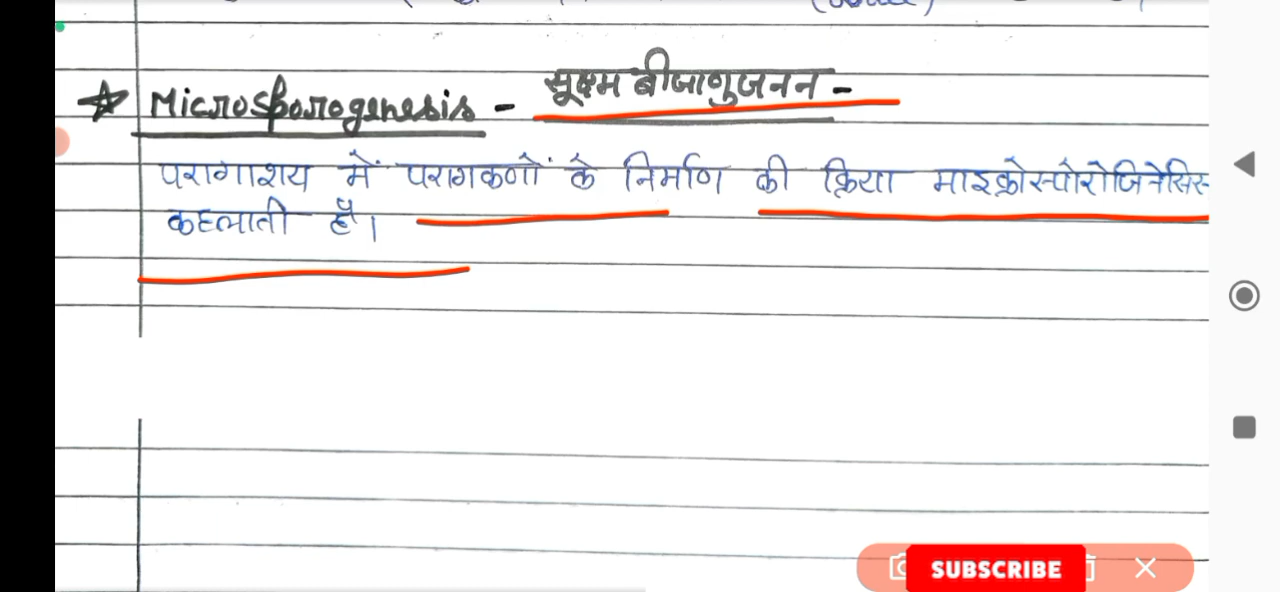 ★ Microsporogenesis - सूक्ष्म बीजाणुजनन -
परागाशय में परागकणों के निर्माण की क्रिया माइक्रोस्पोरोजिनेसिस-
कहलाती है।
SUBSCRIBE